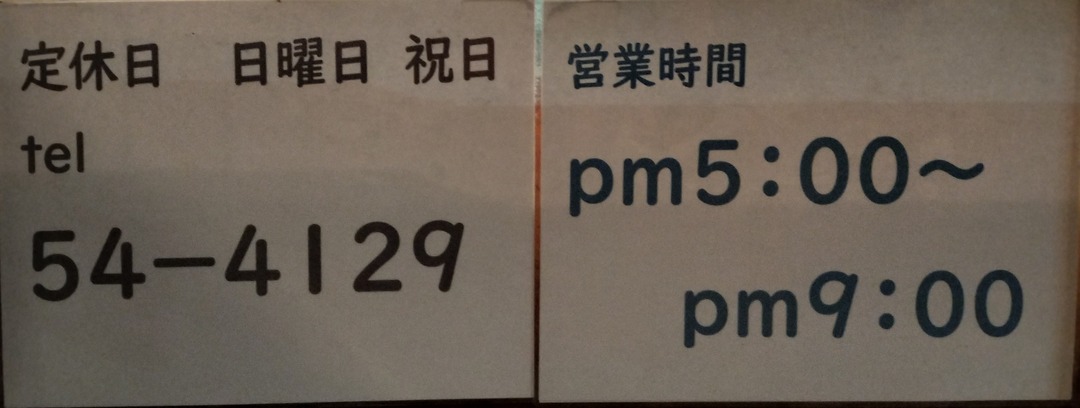 定休日　日曜日 祝日
tel
54-4129
営業時間
pm5:00～
pm9:00